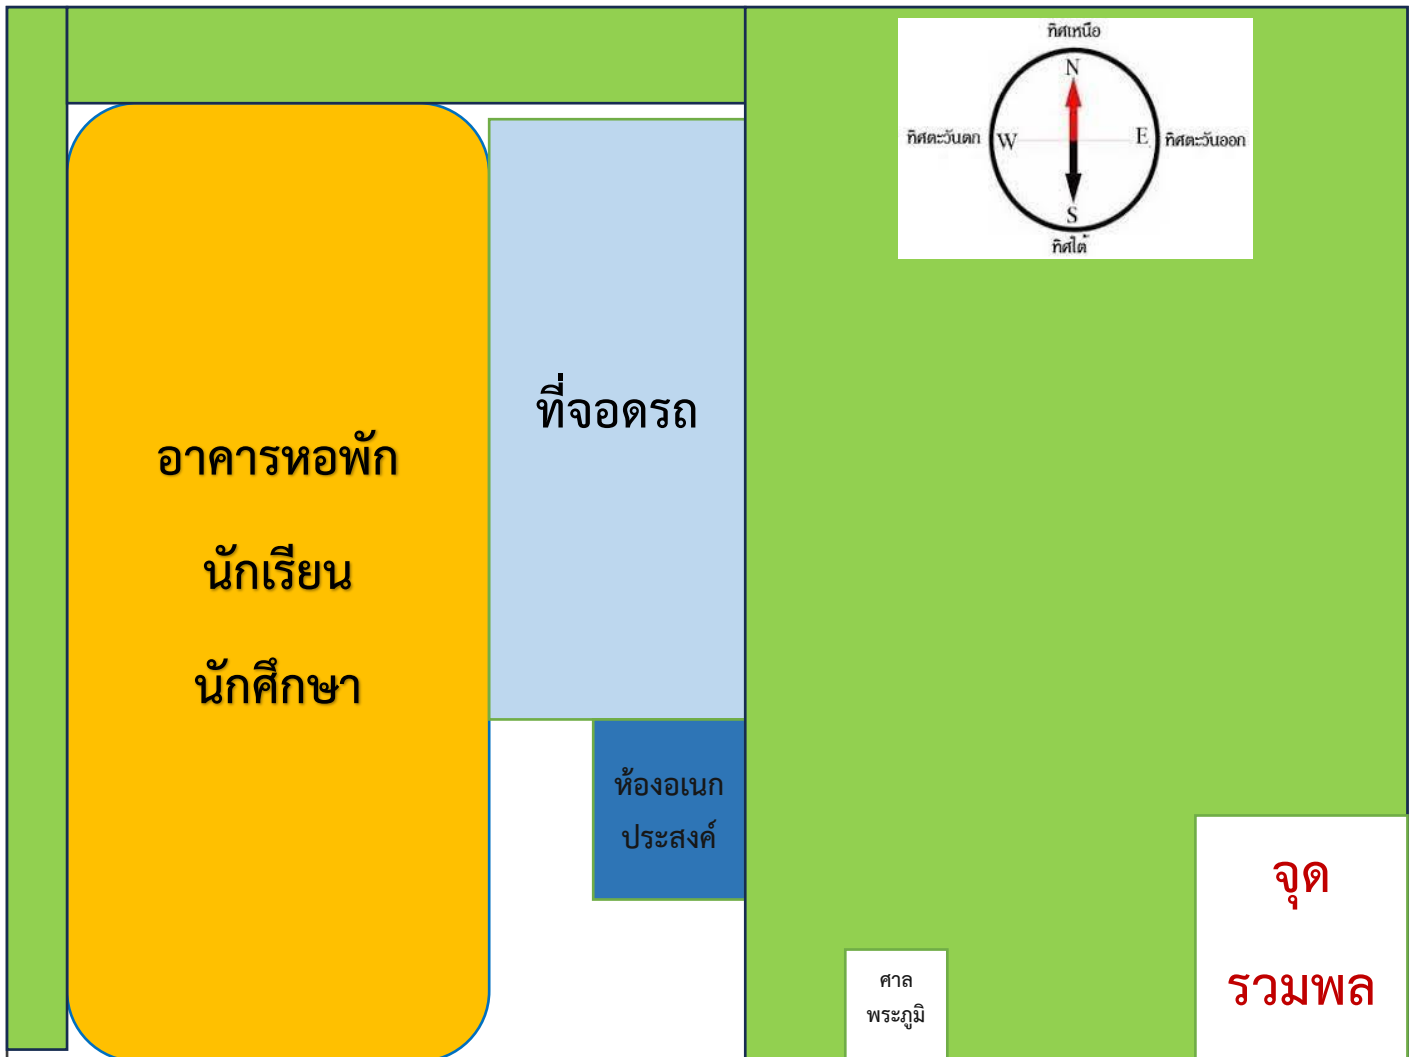 ทิศเหนือ
N
ทิศตะวันตก W E ทิศตะวันออก
S
ทิศใต้
ที่จอดรถ
อาคารหอพัก
นักเรียน
นักศึกษา
ห้องอเนก
ประสงค์
จุด
รวมพล
ศาล
พระภูมิ